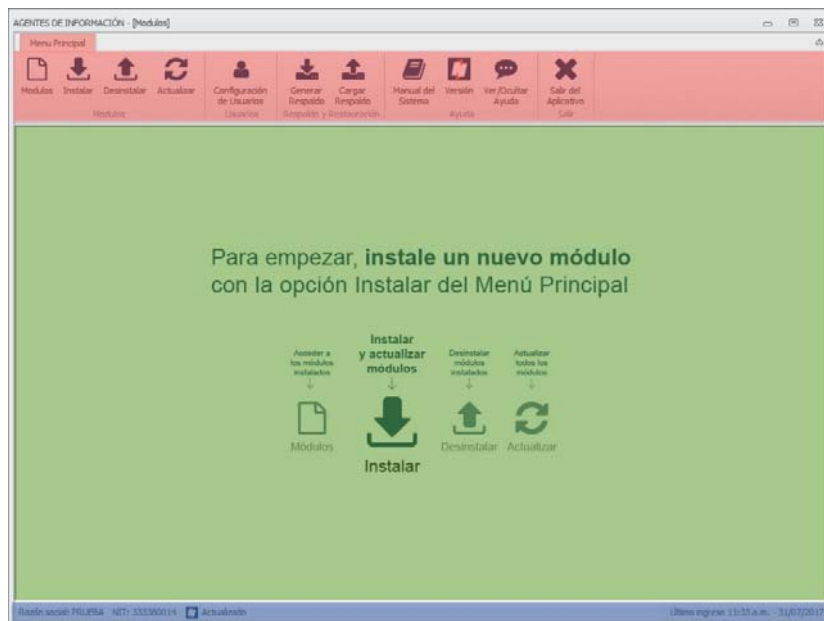 AGENTES DE INFORMACIÓN - [Modulos]
Menu Principal
Modulos Instalar Desinstalar Actualizar
Configuración de Usuarios
Generar Respaldo
Cargar Respaldo
Manual del Sistema
Versión
Ver/Ocultar Ayuda
Salir del Aplicativo
Modulos Usuarios Respaldo y Restauración Ayuda Salir
Para empezar, instale un nuevo módulo
con la opción Instalar del Menú Principal
Acceder a
los módulos
instalados
Instalar
y actualizar
módulos
Desinstalar
módulos
instalados
Actualizar
todos los
módulos
Módulos
Instalar
Desinstalar
Actualizar
Razón social: PRUEBA NIT: 333380014 Actualizado
Último ingreso 11:33 a.m. - 31/07/2017